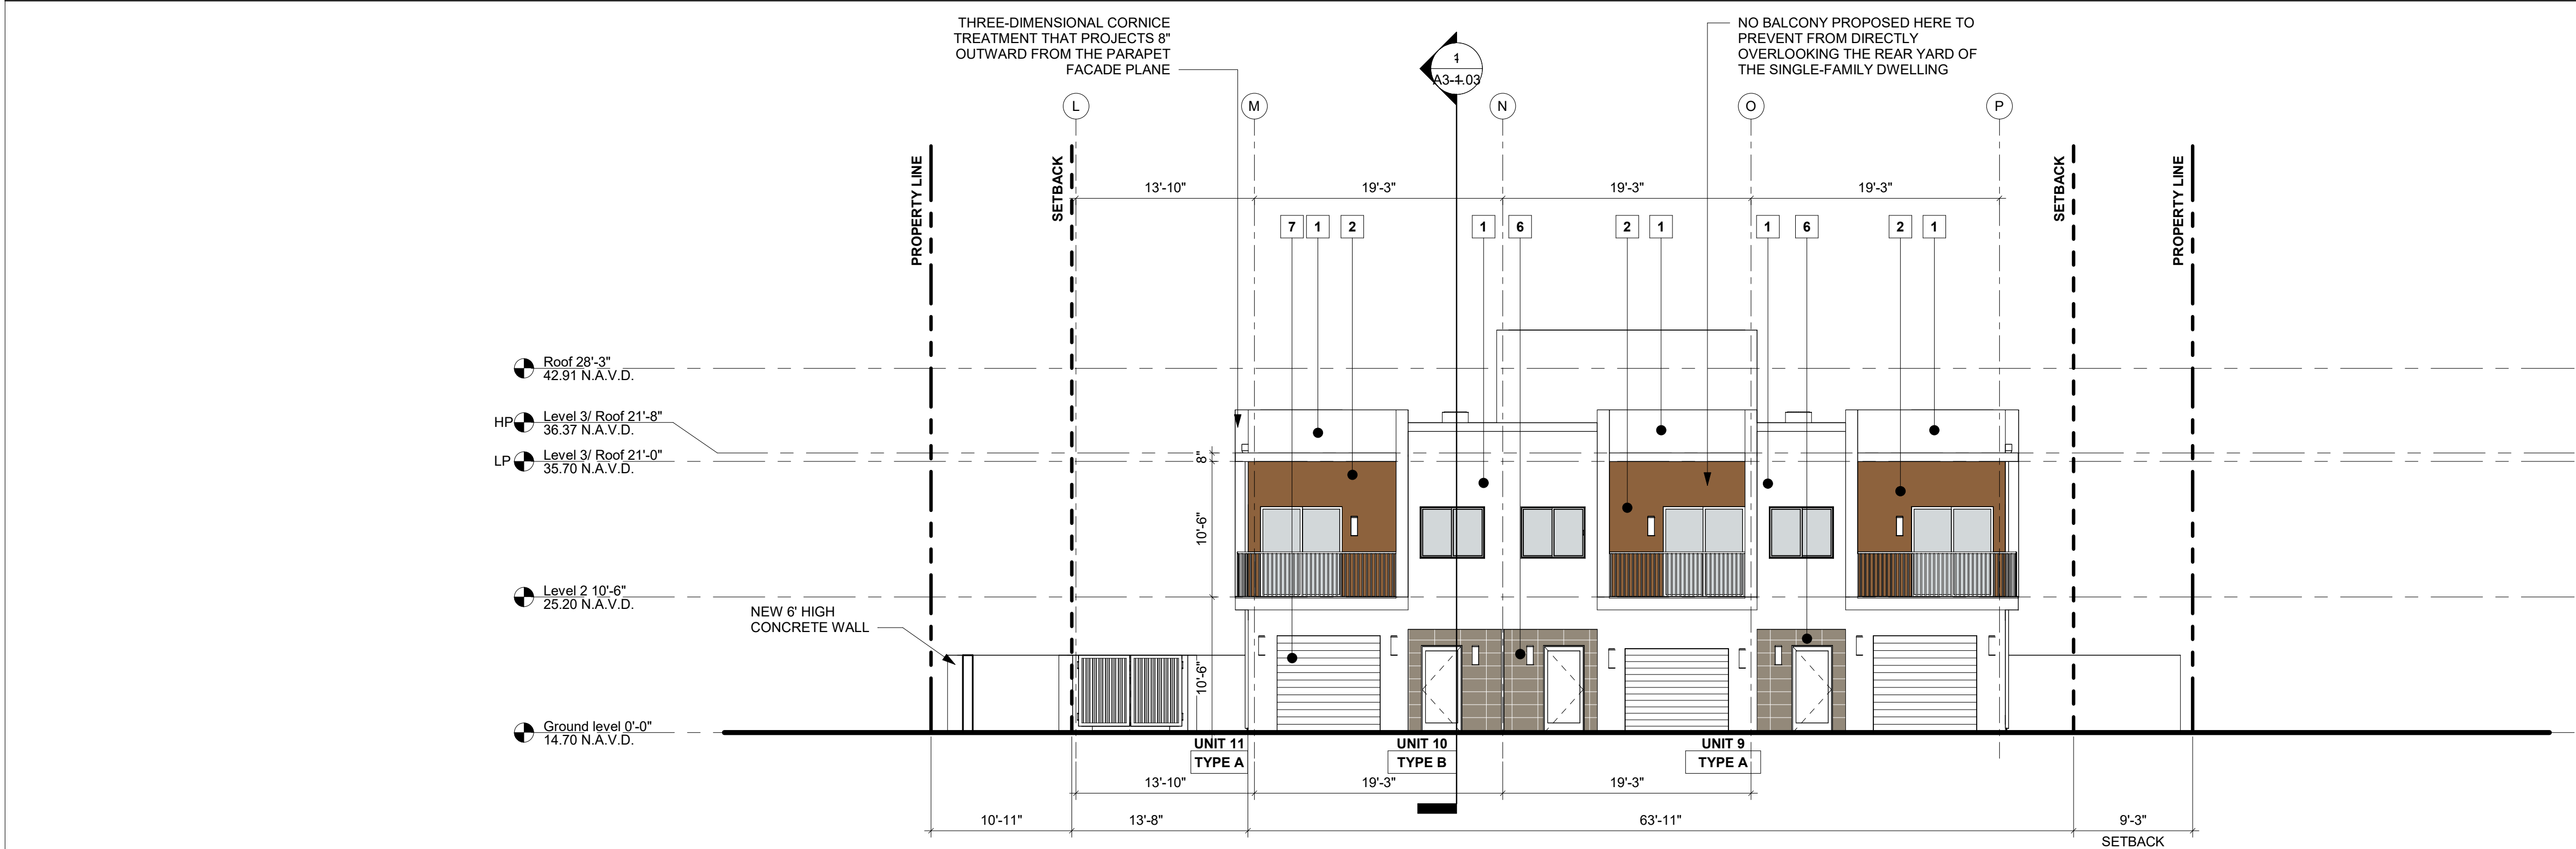 THREE-DIMENSIONAL CORNICE
TREATMENT THAT PROJECTS 8"
OUTWARD FROM THE PARAPET
FACADE PLANE
NO BALCONY PROPOSED HERE TO
PREVENT FROM DIRECTLY
OVERLOOKING THE REAR YARD OF
THE SINGLE-FAMILY DWELLING
1
A3-1.03
L
M
N
O
P
PROPERTY LINE
SETBACK
SETBACK
PROPERTY LINE
13'-10"
19'-3"
19'-3"
19'-3"
7
1
2
1
6
2
1
1
6
2
1
Roof 28'-3"
42.91 N.A.V.D.
HP
Level 3/ Roof 21'-8"
36.37 N.A.V.D.
LP
Level 3/ Roof 21'-0"
35.70 N.A.V.D.
8"
10'-6"
Level 2 10'-6"
25.20 N.A.V.D.
NEW 6' HIGH
CONCRETE WALL
10'-6"
Ground level 0'-0"
14.70 N.A.V.D.
UNIT 11
TYPE A
UNIT 10
TYPE B
UNIT 9
TYPE A
13'-10"
19'-3"
19'-3"
10'-11"
13'-8"
63'-11"
9'-3"
SETBACK